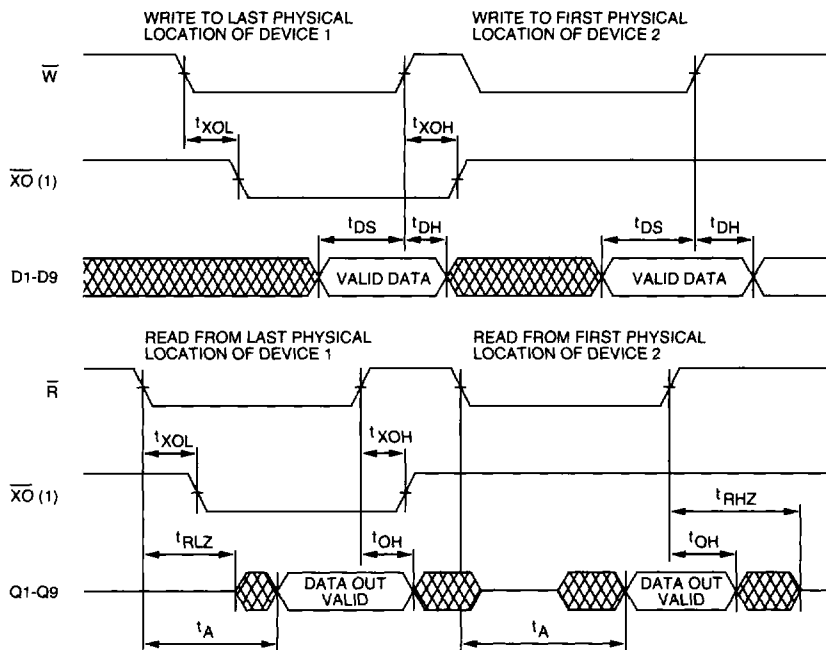 WRITE TO LAST PHYSICAL
LOCATION OF DEVICE 1
WRITE TO FIRST PHYSICAL
LOCATION OF DEVICE 2
W̅
tXOL
tXOH
X̅O̅ (1)
tDS
tDH
tDS
tDH
D1-D9
VALID DATA
VALID DATA
READ FROM LAST PHYSICAL
LOCATION OF DEVICE 1
READ FROM FIRST PHYSICAL
LOCATION OF DEVICE 2
R̅
tXOL
tXOH
X̅O̅ (1)
tRHZ
tRLZ
tOH
tOH
Q1-Q9
DATA OUT
VALID
DATA OUT
VALID
tA
tA